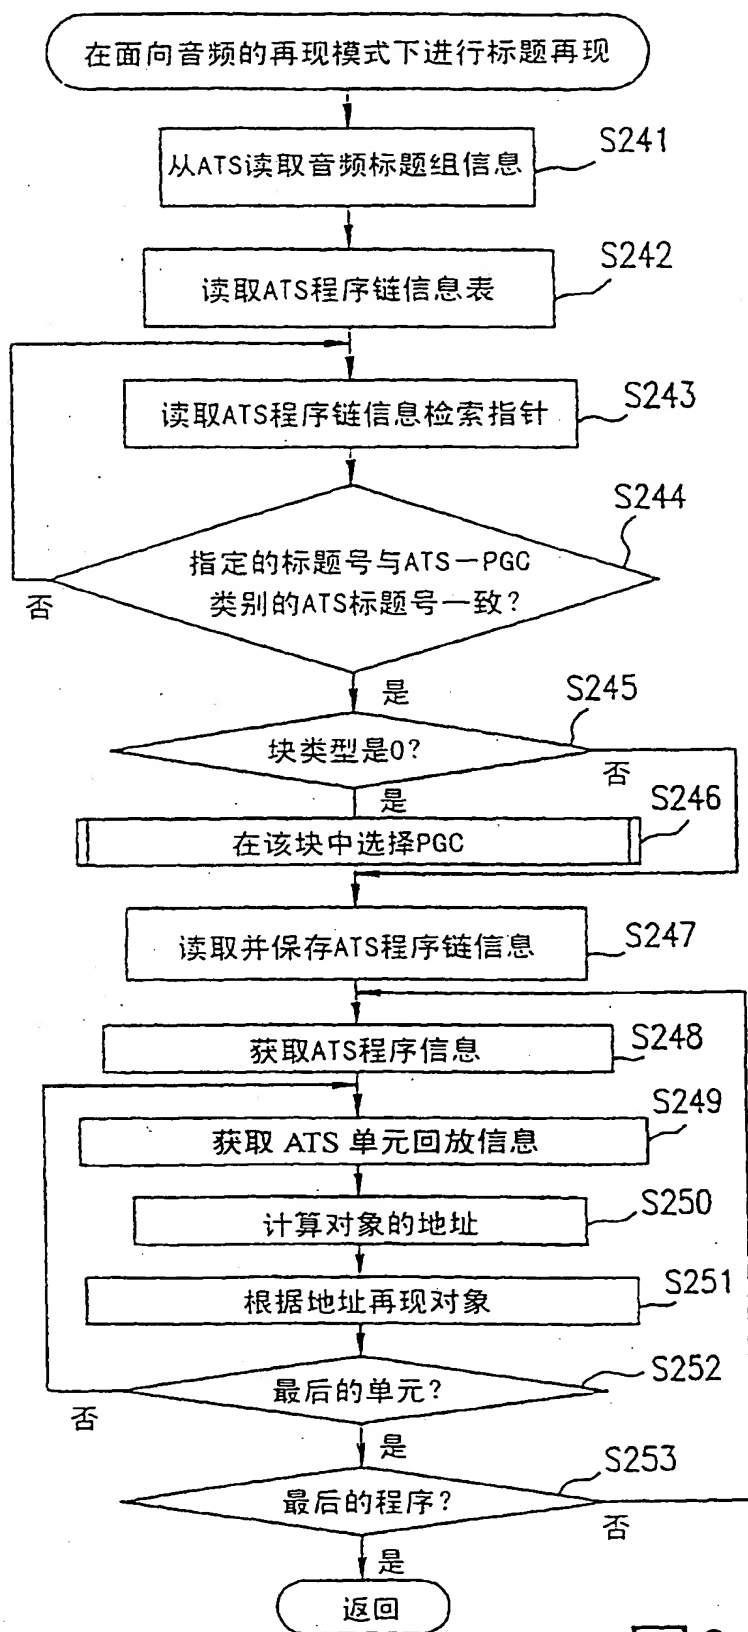 在面向音频的再现模式下进行标题再现
S241
从ATS读取音频标题组信息
S242
读取ATS程序链信息表
S243
读取ATS程序链信息检索指针
S244
指定的标题号与ATS—PGC
类别的ATS标题号一致?
否
是
S245
块类型是0?
否
是
S246
在该块中选择PGC
S247
读取并保存ATS程序链信息
S248
获取ATS程序信息
S249
获取 ATS 单元回放信息
S250
计算对象的地址
S251
根据地址再现对象
S252
最后的单元?
否
是
S253
最后的程序?
否
是
返回